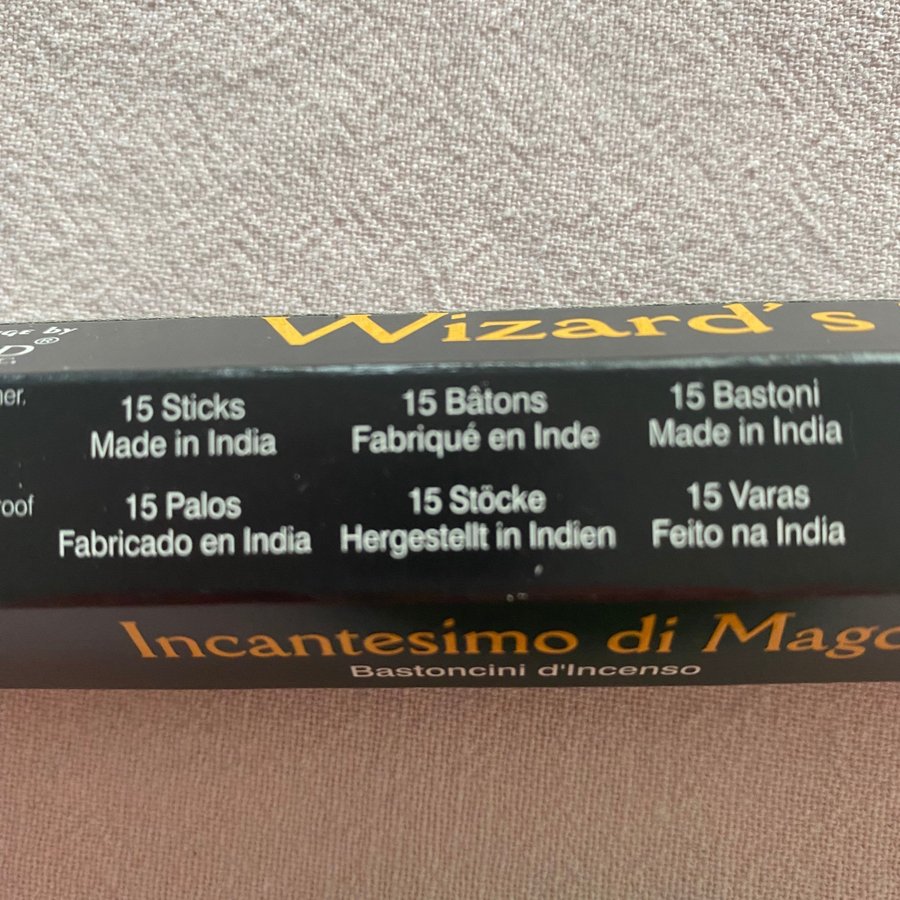 by
Wizard's
15 Sticks
Made in India
15 Bâtons
Fabriqué en Inde
15 Bastoni
Made in India
15 Palos
Fabricado en India
15 Stöcke
Hergestellt in Indien
15 Varas
Feito na India
Incantesimo di Mago
Bastoncini d'Incenso